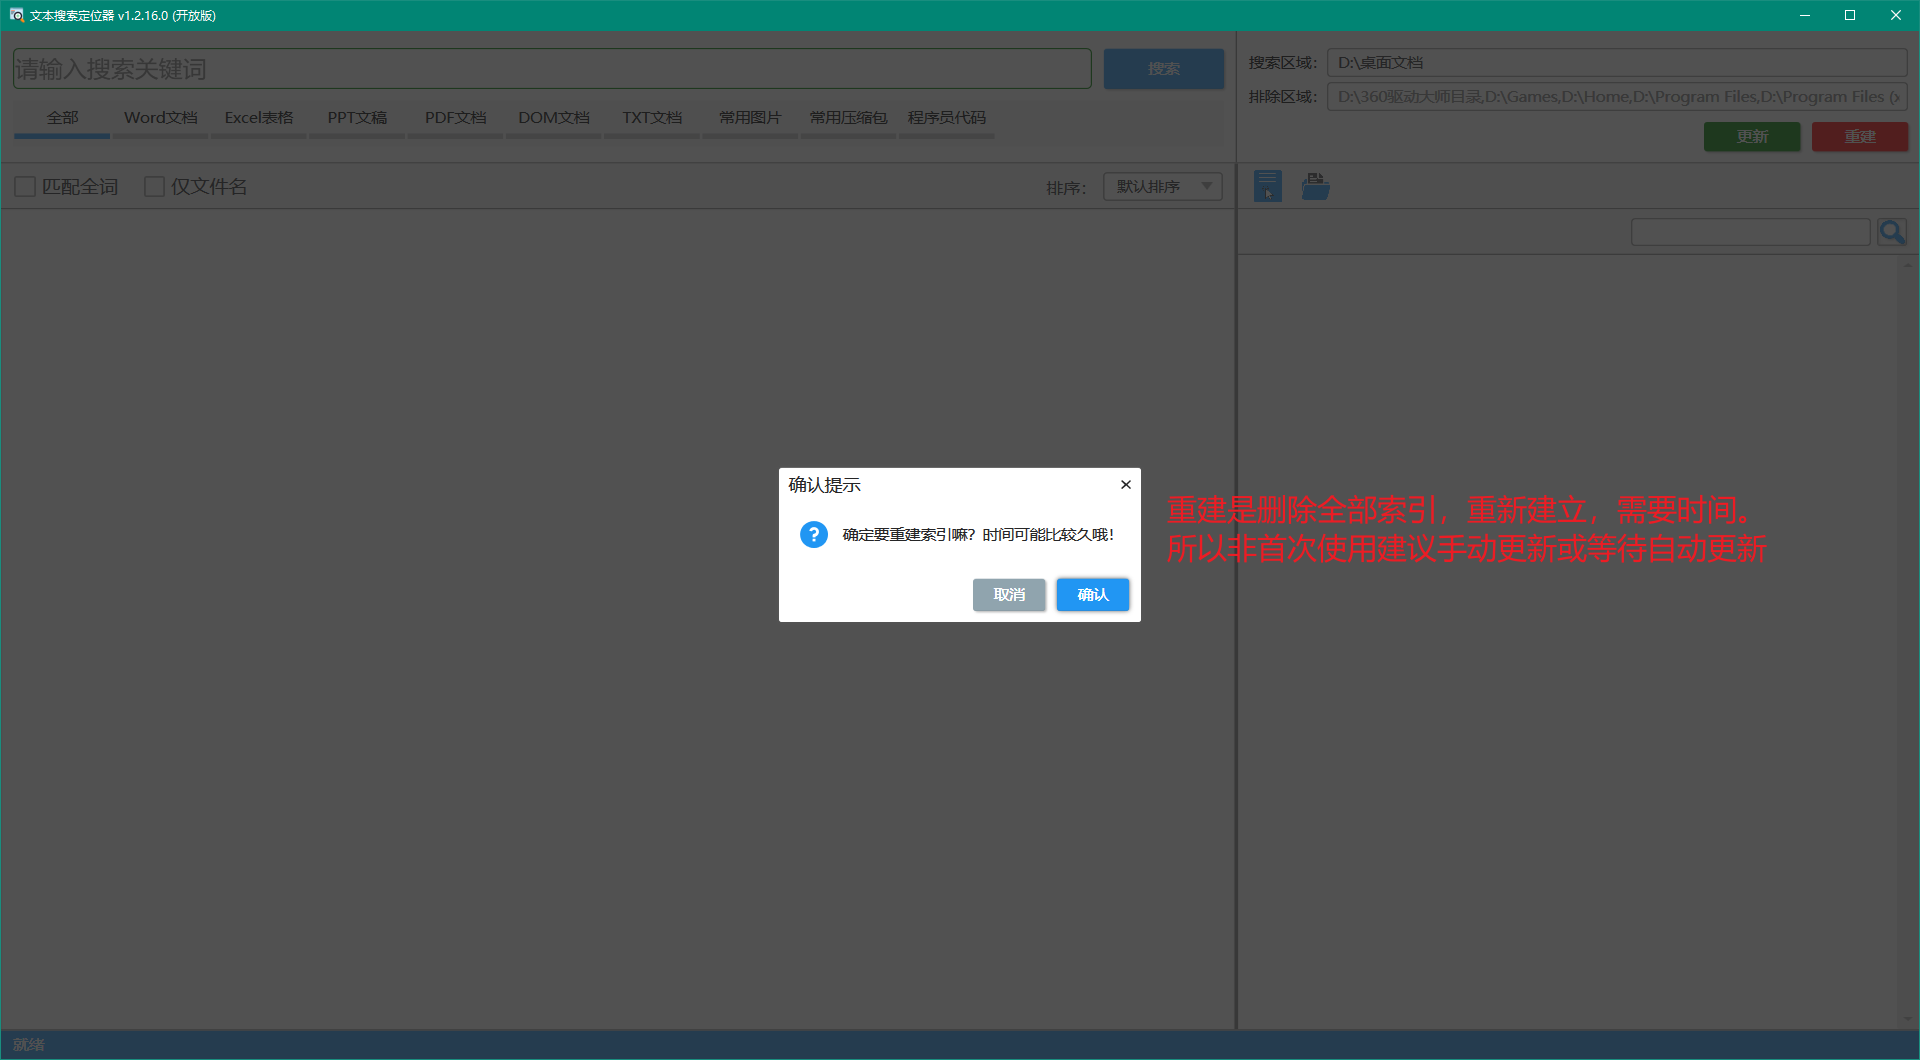 文本搜索定位器 v1.2.16.0 (开放版)
请输入搜索关键词
搜索
全部
Word文档
Excel表格
PPT文稿
PDF文档
DOM文档
TXT文档
常用图片
常用压缩包
程序员代码
搜索区域：
D:\桌面文档
排除区域：
D:\360驱动大师目录,D:\Games,D:\Home,D:\Program Files,D:\Program Files (x
更新
重建
匹配全词
仅文件名
排序：
默认排序
确认提示
确定要重建索引嘛？时间可能比较久哦！
取消
确认
重建是删除全部索引，重新建立，需要时间。
所以非首次使用建议手动更新或等待自动更新
就绪